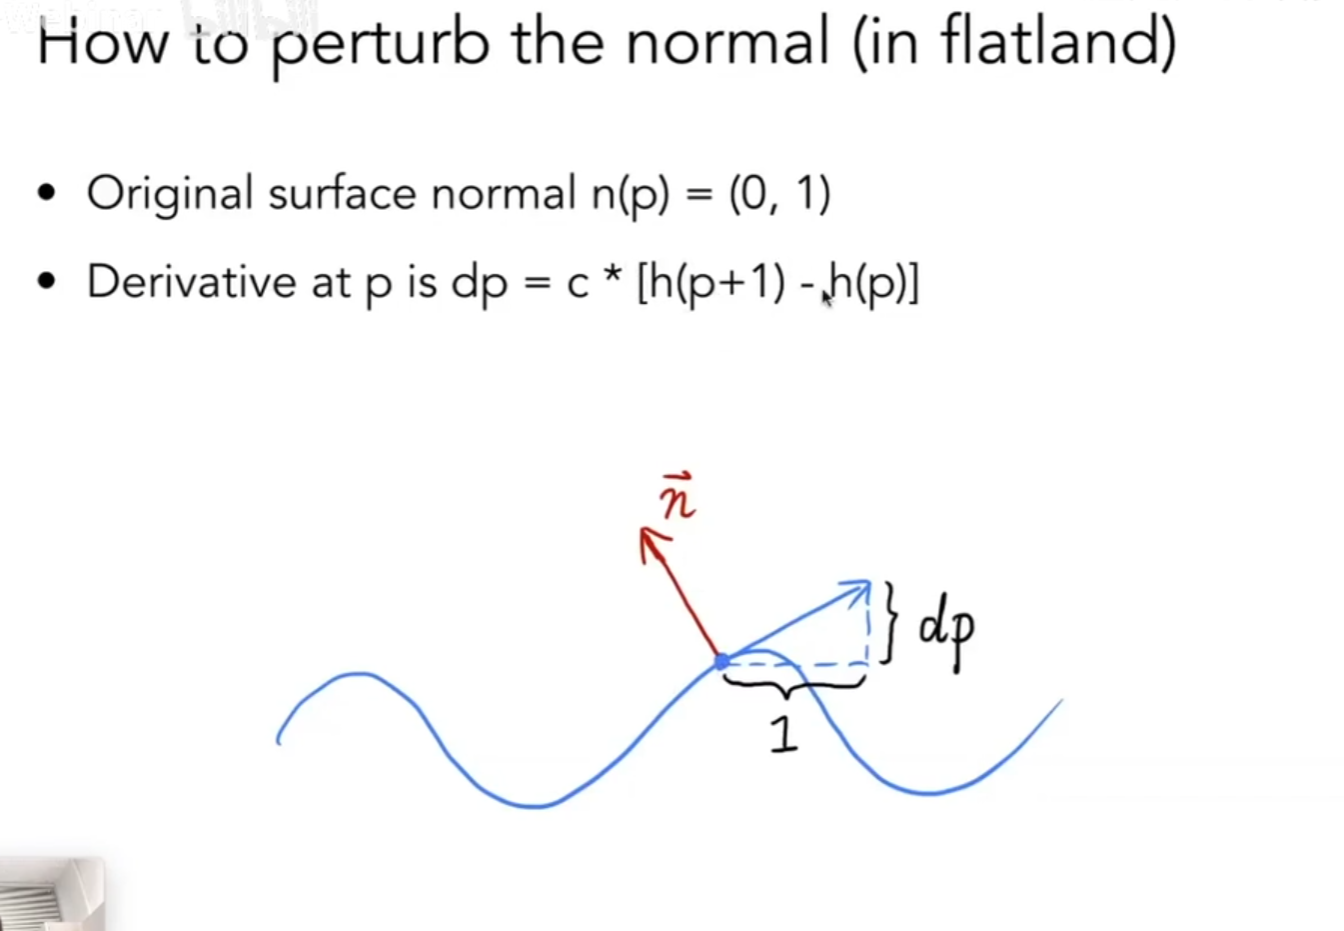 How to perturb the normal (in flatland)
• Original surface normal n(p) = (0, 1)
• Derivative at p is dp = c * [h(p+1) - h(p)]
n⃗
dp
1